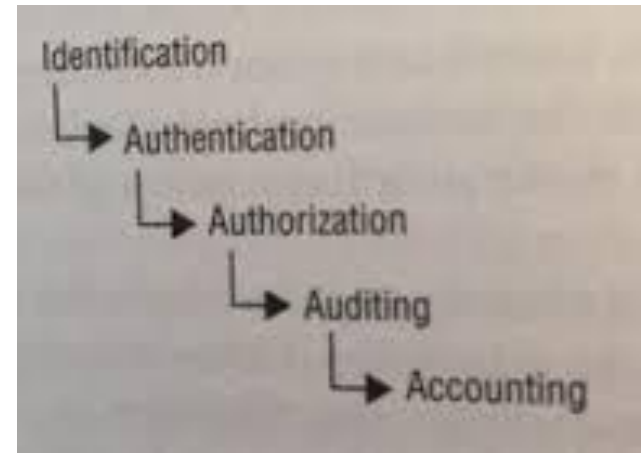 Identification
Authentication
Authorization
Auditing
Accounting